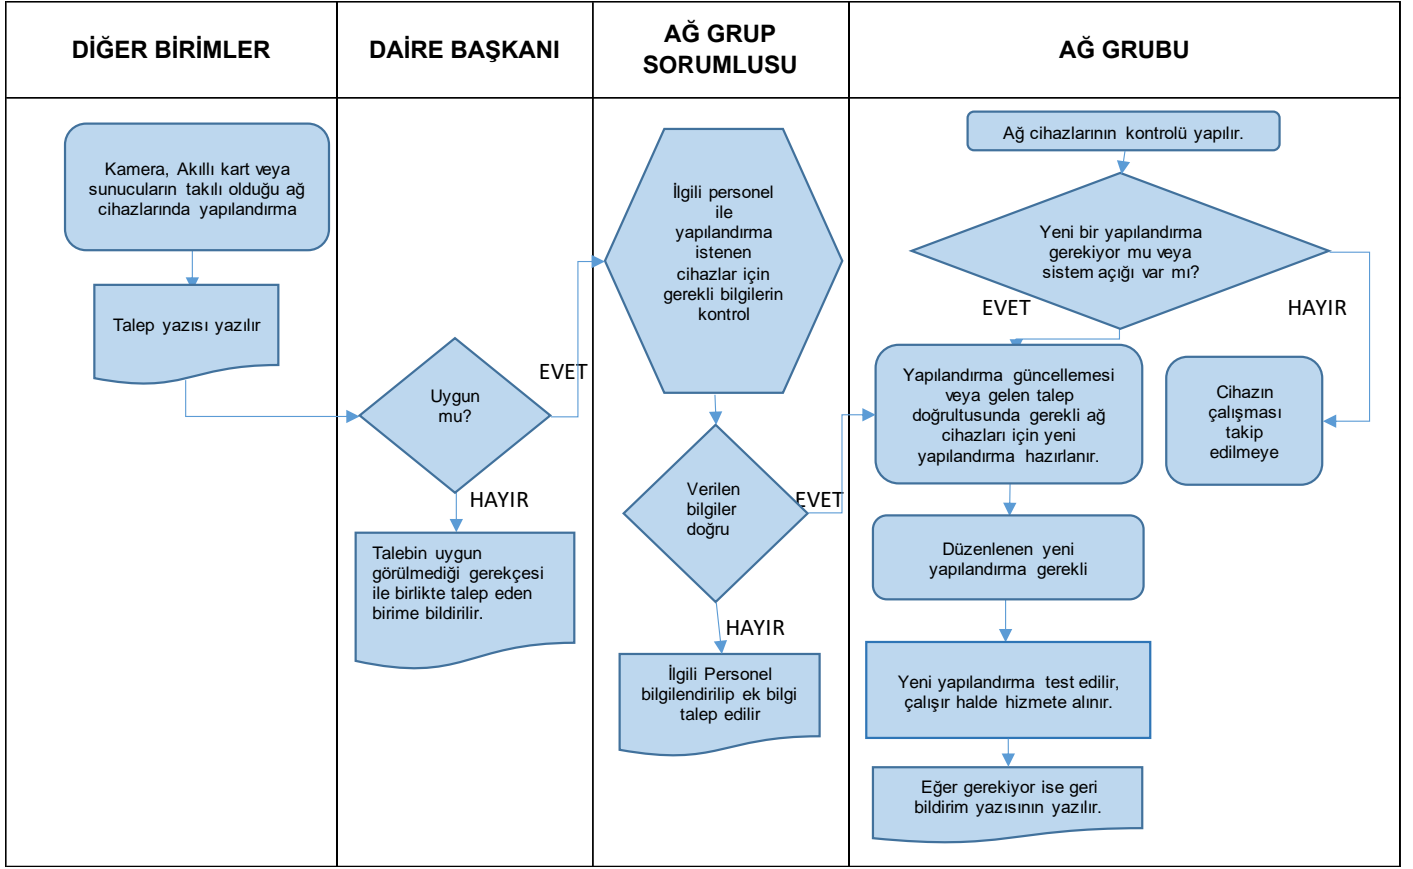 DİĞER BİRİMLER
DAİRE BAŞKANI
AĞ GRUP
SORUMLUSU
AĞ GRUBU
Kamera, Akıllı kart veya
sunucuların takılı olduğu ağ
cihazlarında yapılandırma
Talep yazısı yazılır
Uygun
mu?
EVET
HAYIR
Talebin uygun
görülmediği gerekçesi
ile birlikte talep eden
birime bildirilir.
İlgili personel
ile
yapılandırma
istenen
cihazlar için
gerekli bilgilerin
kontrol
Verilen
bilgiler
doğru
EVET
HAYIR
İlgili Personel
bilgilendirilip ek bilgi
talep edilir
Ağ cihazlarının kontrolü yapılır.
Yeni bir yapılandırma
gerekiyor mu veya
sistem açığı var mı?
EVET
HAYIR
Yapılandırma güncellemesi
veya gelen talep
doğrultusunda gerekli ağ
cihazları için yeni
yapılandırma hazırlanır.
Cihazın
çalışması
takip
edilmeye
Düzenlenen yeni
yapılandırma gerekli
Yeni yapılandırma test edilir,
çalışır halde hizmete alınır.
Eğer gerekiyor ise geri
bildirim yazısının yazılır.